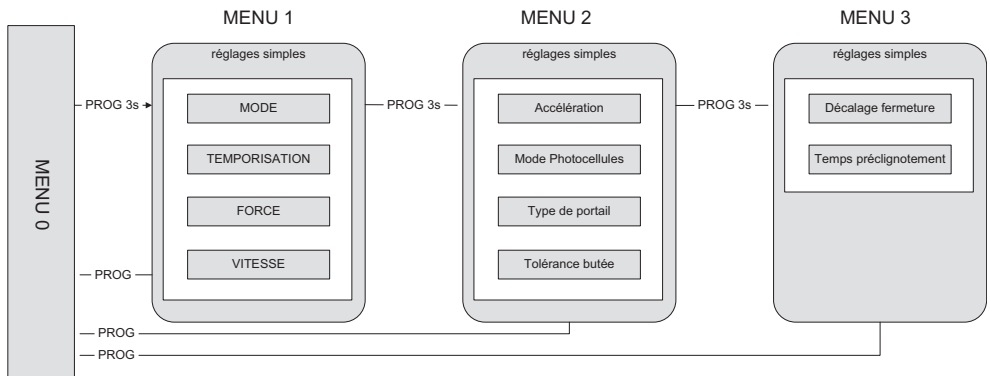 MENU 1
MENU 2
MENU 3
MENU 0
réglages simples
réglages simples
réglages simples
PROG 3s
MODE
PROG 3s
Accélération
PROG 3s
Décalage fermeture
TEMPORISATION
Mode Photocellules
Temps préclignotement
FORCE
Type de portail
VITESSE
Tolérance butée
PROG
PROG
PROG